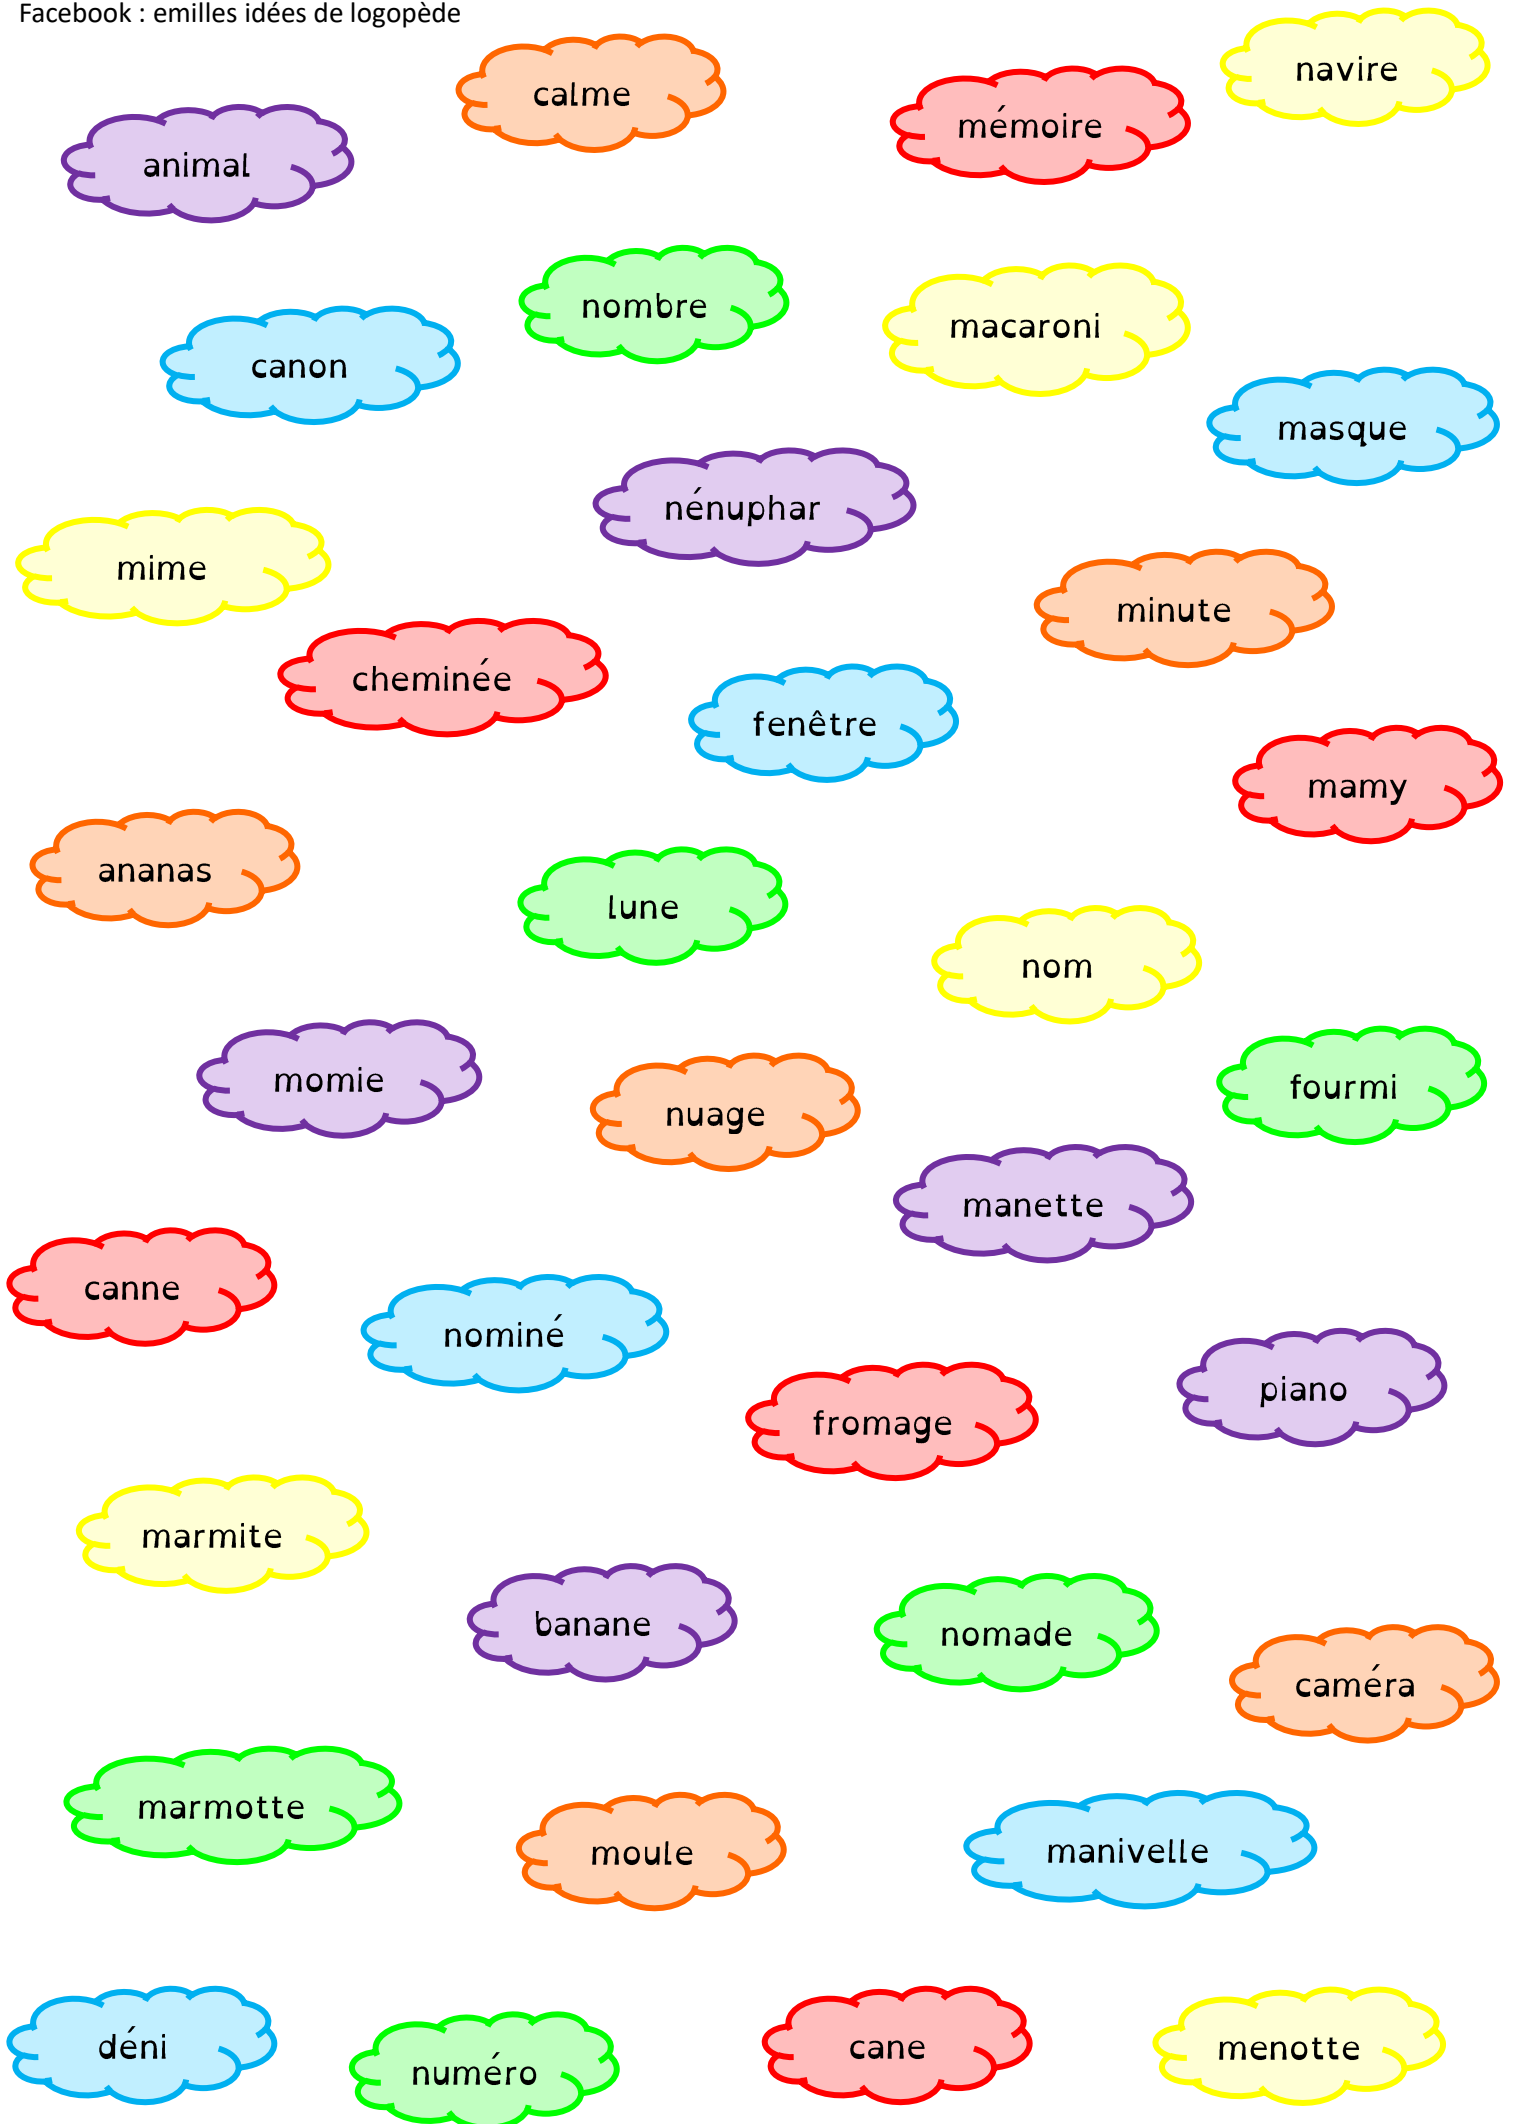 Facebook : emilles idées de logopède
calme
mémoire
navire
animal
nombre
macaroni
canon
masque
nénuphar
mime
minute
cheminée
fenêtre
mamy
ananas
lune
nom
momie
nuage
fourmi
manette
canne
nominé
piano
fromage
marmite
banane
nomade
caméra
marmotte
moule
manivelle
déni
numéro
cane
menotte